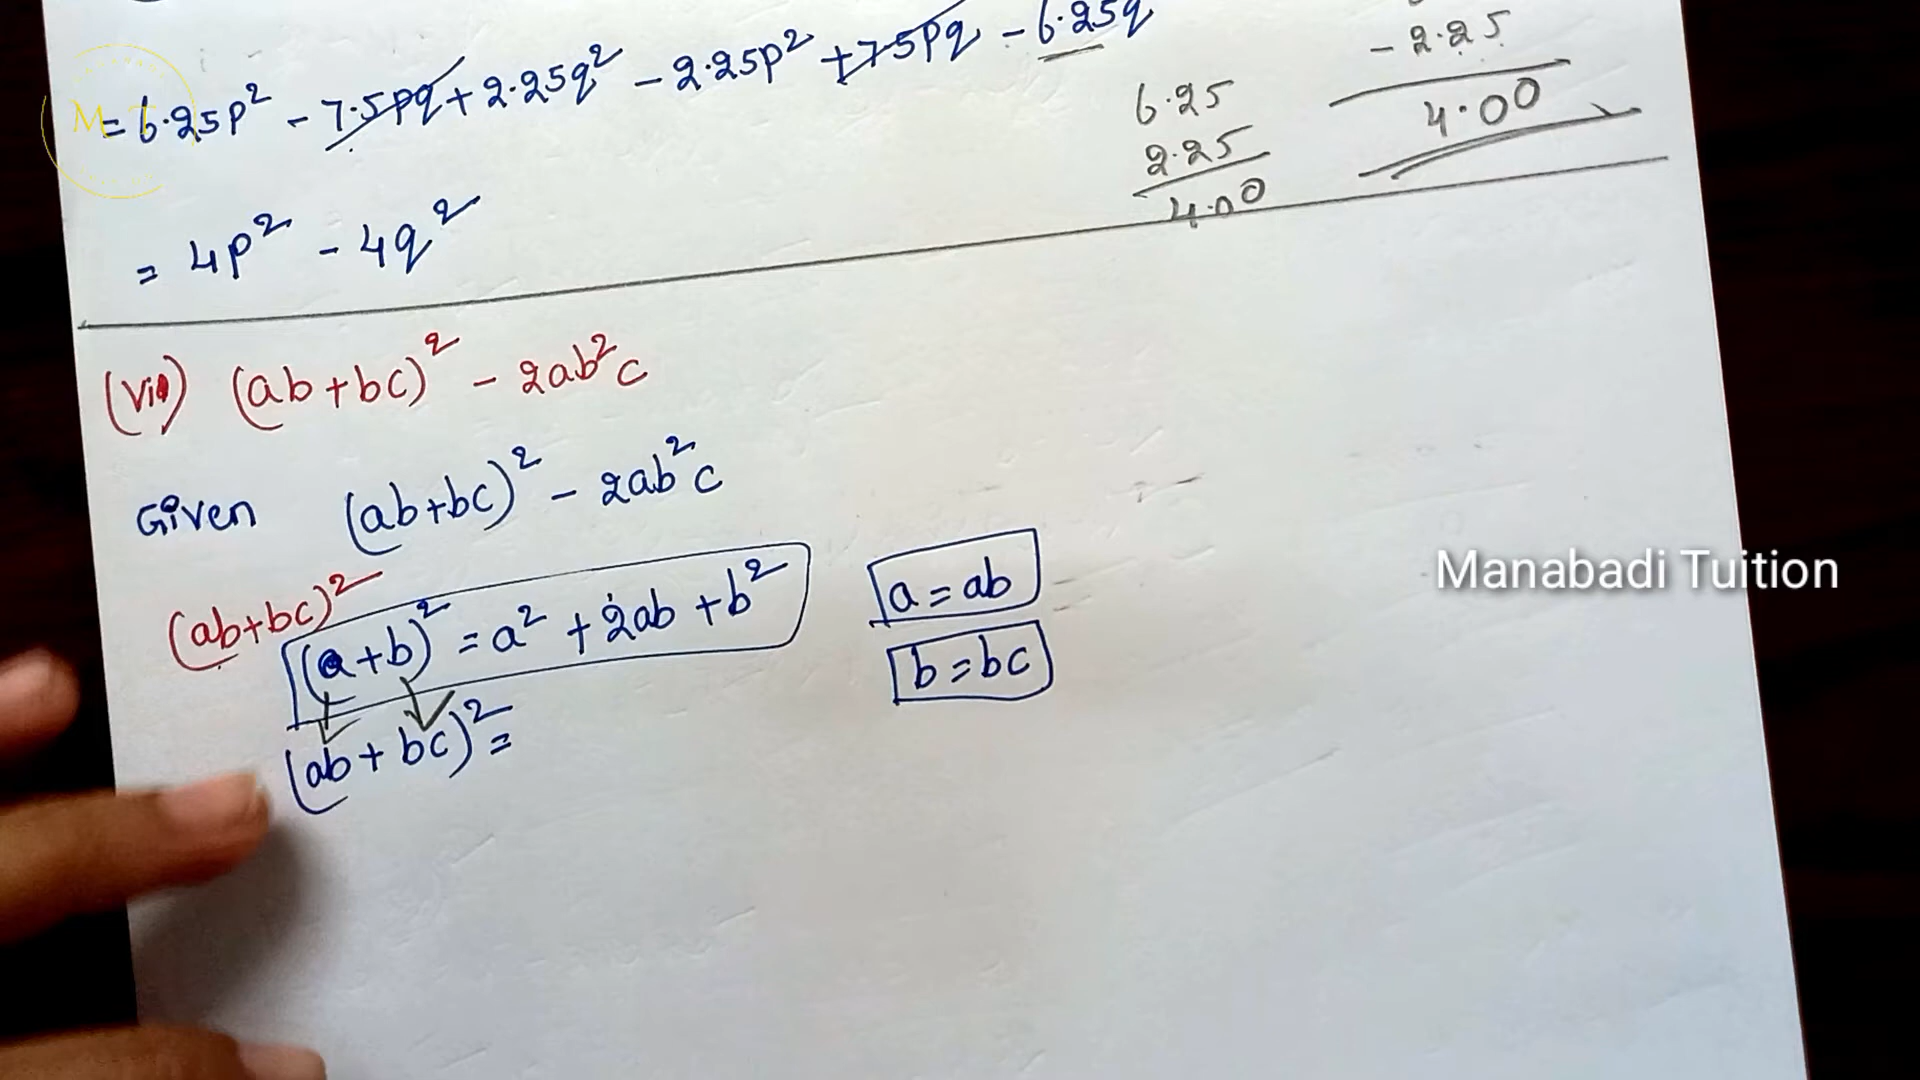 = 6.25p² - 7.5pq + 2.25q² - 2.25p² + 7.5pq - 6.25q
- 2.25
4.00
6.25
2.25
4.00
= 4p² - 4q²
(vii) (ab+bc)² - 2ab²c
Given (ab+bc)² - 2ab²c
(ab+bc)²
(a+b)² = a² + 2ab + b²
a = ab
b = bc
(ab+bc)² =
Manabadi Tuition